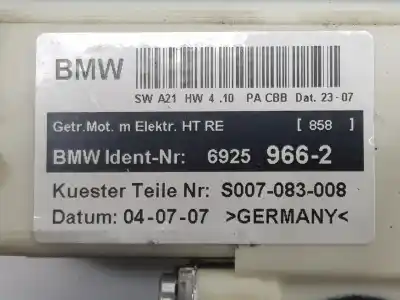 BMW
SW A21 HW 4 .10 PA CBB Dat. 23-07
Getr.Mot. m Elektr. HT RE [ 858 ]
BMW Ident-Nr: 6925 966-2
Kuester Teile Nr: S007-083-008
Datum: 04-07-07 >GERMANY<